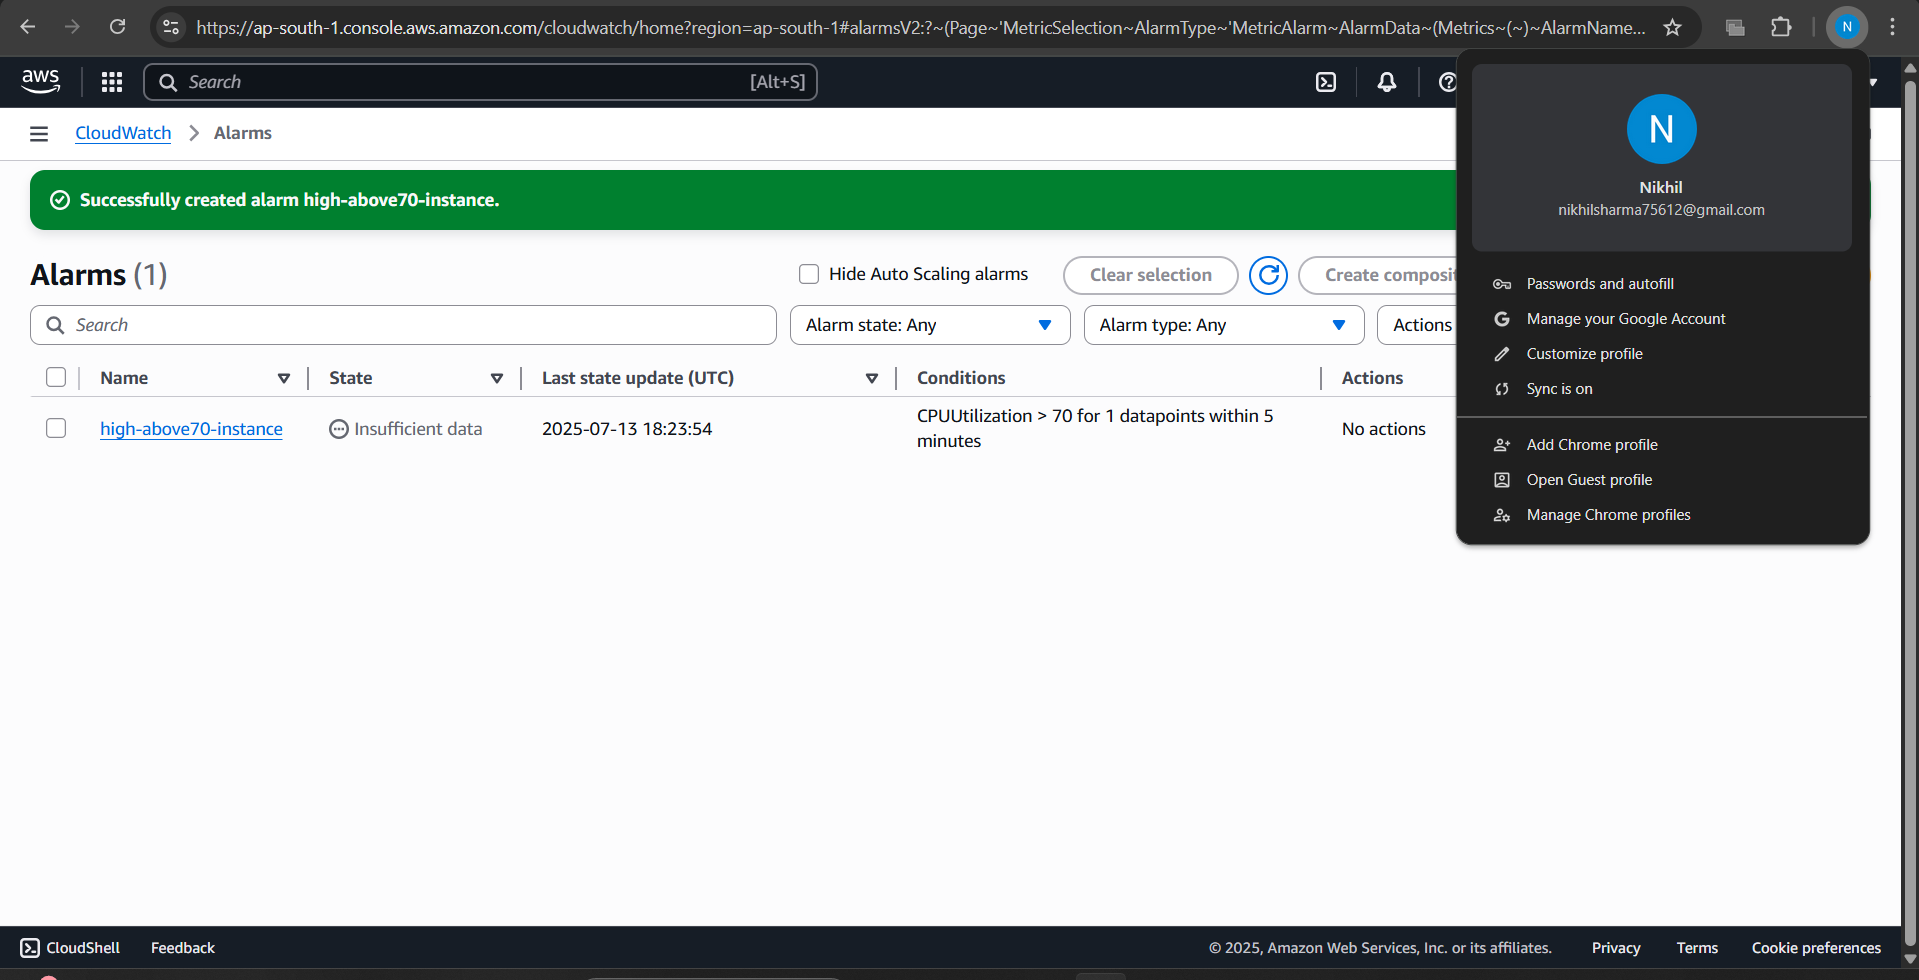 https://ap-south-1.console.aws.amazon.com/cloudwatch/home?region=ap-south-1#alarmsV2:?~(Page~'MetricSelection~AlarmType~'MetricAlarm~AlarmData~(Metrics~(~)~AlarmName...
N
aws
Search
[Alt+S]
CloudWatch
Alarms
Successfully created alarm high-above70-instance.
Alarms (1)
Hide Auto Scaling alarms
Clear selection
Create composit
Search
Alarm state: Any
Alarm type: Any
Actions
Name
State
Last state update (UTC)
Conditions
Actions
high-above70-instance
Insufficient data
2025-07-13 18:23:54
CPUUtilization > 70 for 1 datapoints within 5
minutes
No actions
N
Nikhil
nikhilsharma75612@gmail.com
Passwords and autofill
Manage your Google Account
Customize profile
Sync is on
Add Chrome profile
Open Guest profile
Manage Chrome profiles
CloudShell
Feedback
© 2025, Amazon Web Services, Inc. or its affiliates.
Privacy
Terms
Cookie preferences